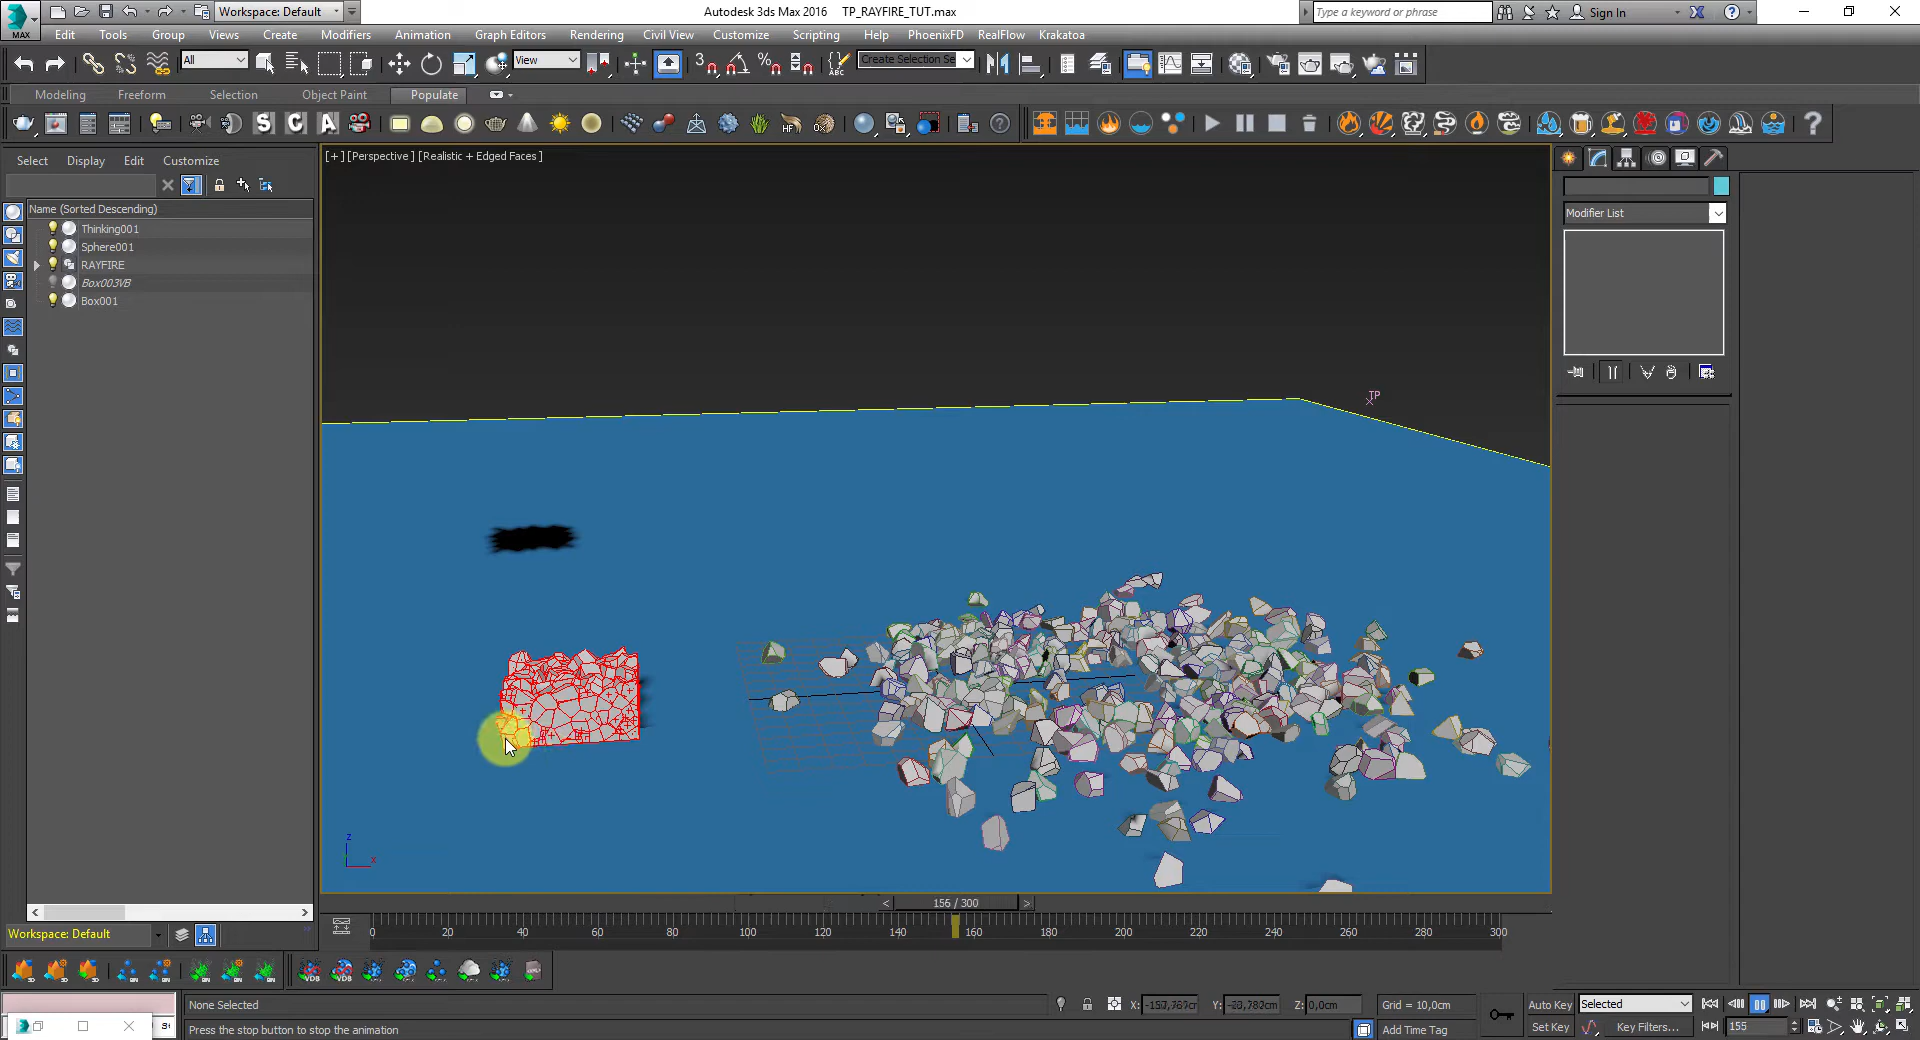 Workspace: Default
Autodesk 3ds Max 2016 TP_RAYFIRE_TUT.max
Type a keyword or phrase
Sign In
MAX
Edit Tools Group Views Create Modifiers Animation Graph Editors Rendering Civil View Customize Scripting Help PhoenixFD RealFlow Krakatoa
All
View
Create Selection Se
Modeling Freeform Selection Object Paint Populate
Select Display Edit Customize
[+] [Perspective] [Realistic + Edged Faces]
Name (Sorted Descending)
Modifier List
Thinking001
Sphere001
RAYFIRE
Box003VB
Box001
TP
z
x
< 155 / 300 >
0 20 40 60 80 100 120 140 160 180 200 220 240 260 280 300
Workspace: Default
None Selected
X: Y: Z: 0,0cm
Grid = 10,0cm
Auto Key
Selected
Press the stop button to stop the animation
Add Time Tag
Set Key
Key Filters...
155